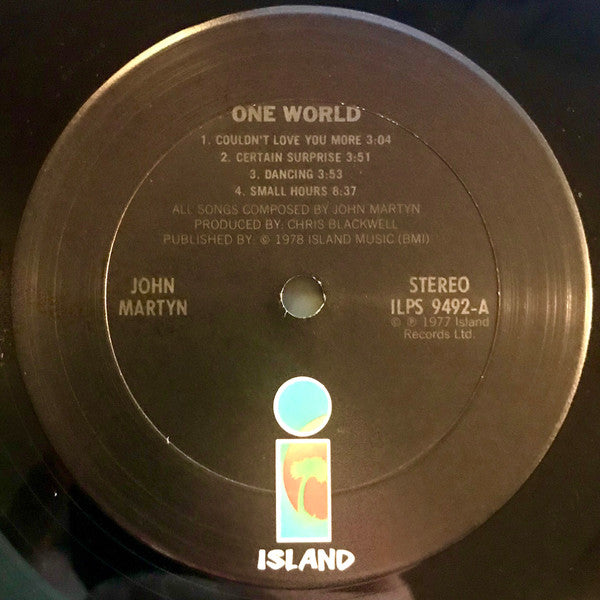 ONE WORLD
1. COULDN'T LOVE YOU MORE 3:04
2. CERTAIN SURPRISE 3:51
3. DANCING 3:53
4. SMALL HOURS 8:37
ALL SONGS COMPOSED BY JOHN MARTYN
PRODUCED BY: CHRIS BLACKWELL
PUBLISHED BY: © 1978 ISLAND MUSIC (BMI)
JOHN
MARTYN
STEREO
ILPS 9492-A
© ℗ 1977 Island
Records Ltd.
ISLAND